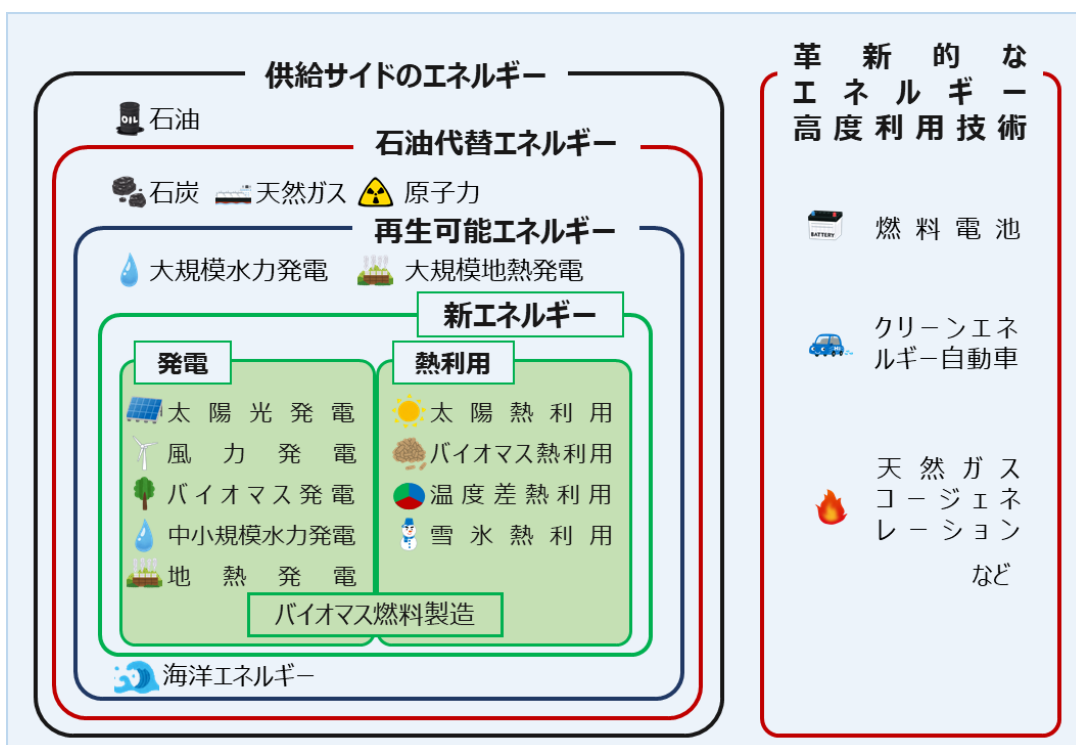 供給サイドのエネルギー
石油
石油代替エネルギー
石炭 天然ガス 原子力
再生可能エネルギー
大規模水力発電 大規模地熱発電
新エネルギー
発電
太陽光発電
風力発電
バイオマス発電
中小規模水力発電
地熱発電
熱利用
太陽熱利用
バイオマス熱利用
温度差熱利用
雪氷熱利用
バイオマス燃料製造
海洋エネルギー
革新的な
エネルギー
高度利用技術
BATTERY
燃料電池
クリーンエネ
ルギー自動車
天然ガス
コージェネ
レーション
など
OIL